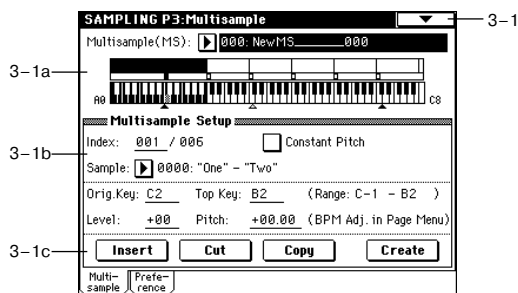 SAMPLING P3:Multisample
3-1
Multisample(MS): 000: NewMS______000
3-1a
A0 C8
Multisample Setup
3-1b
Index: 001 / 006 Constant Pitch
Sample: 0000: "One" - "Two"
Orig.Key: C2 Top Key: B2 (Range: C-1 - B2 )
Level: +00 Pitch: +00.00 (BPM Adj. in Page Menu)
3-1c
Insert Cut Copy Create
Multi- Prefe-
sample rence